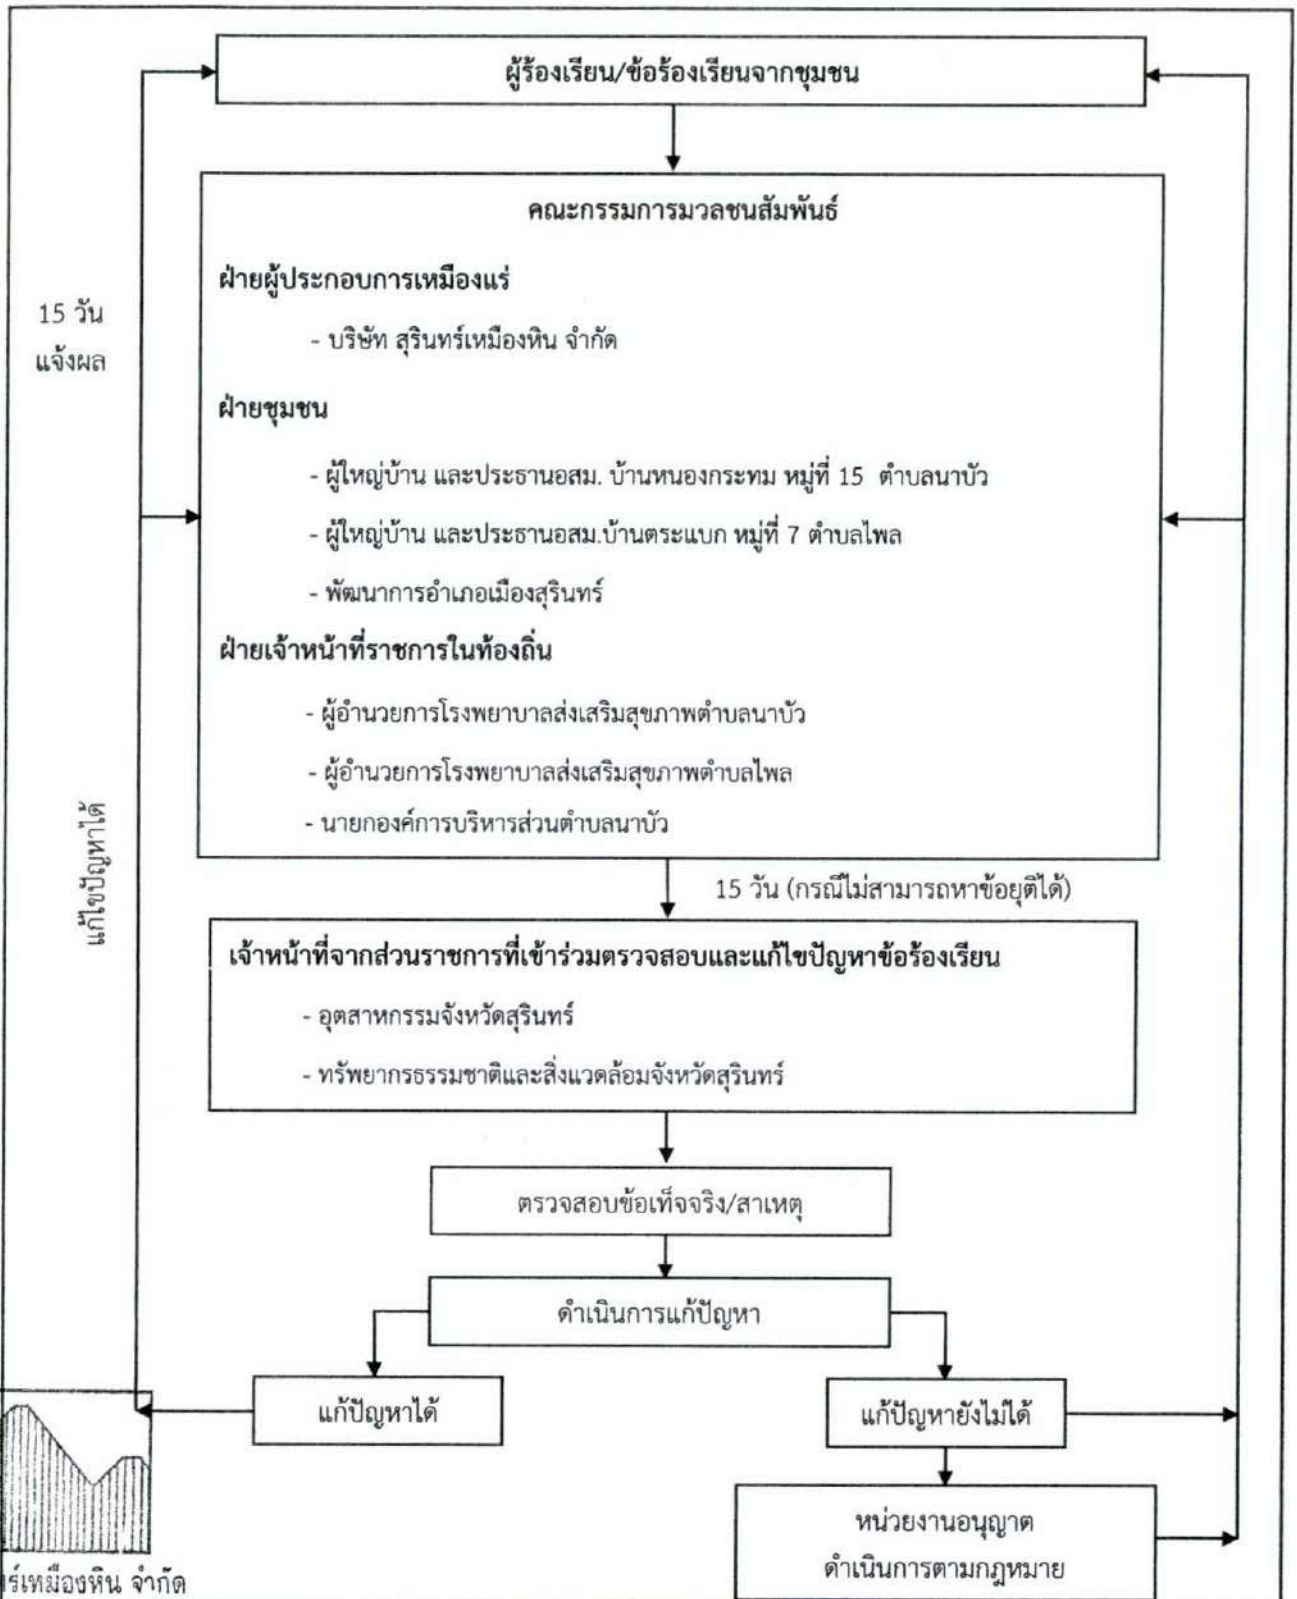 ผู้ร้องเรียน/ข้อร้องเรียนจากชุมชน
คณะกรรมการมวลชนสัมพันธ์
ฝ่ายผู้ประกอบการเหมืองแร่
- บริษัท สุรินทร์เหมืองหิน จำกัด
ฝ่ายชุมชน
- ผู้ใหญ่บ้าน และประธานอสม. บ้านหนองกระทม หมู่ที่ 15 ตำบลนาบัว
- ผู้ใหญ่บ้าน และประธานอสม.บ้านตระแบก หมู่ที่ 7 ตำบลไพล
- พัฒนาการอำเภอเมืองสุรินทร์
ฝ่ายเจ้าหน้าที่ราชการในท้องถิ่น
- ผู้อำนวยการโรงพยาบาลส่งเสริมสุขภาพตำบลนาบัว
- ผู้อำนวยการโรงพยาบาลส่งเสริมสุขภาพตำบลไพล
- นายกองค์การบริหารส่วนตำบลนาบัว
15 วัน
แจ้งผล
แก้ไขปัญหาได้
15 วัน (กรณีไม่สามารถหาข้อยุติได้)
เจ้าหน้าที่จากส่วนราชการที่เข้าร่วมตรวจสอบและแก้ไขปัญหาข้อร้องเรียน
- อุตสาหกรรมจังหวัดสุรินทร์
- ทรัพยากรธรรมชาติและสิ่งแวดล้อมจังหวัดสุรินทร์
ตรวจสอบข้อเท็จจริง/สาเหตุ
ดำเนินการแก้ปัญหา
แก้ปัญหาได้
แก้ปัญหายังไม่ได้
หน่วยงานอนุญาต
ดำเนินการตามกฎหมาย
ร์เหมืองหิน จำกัด